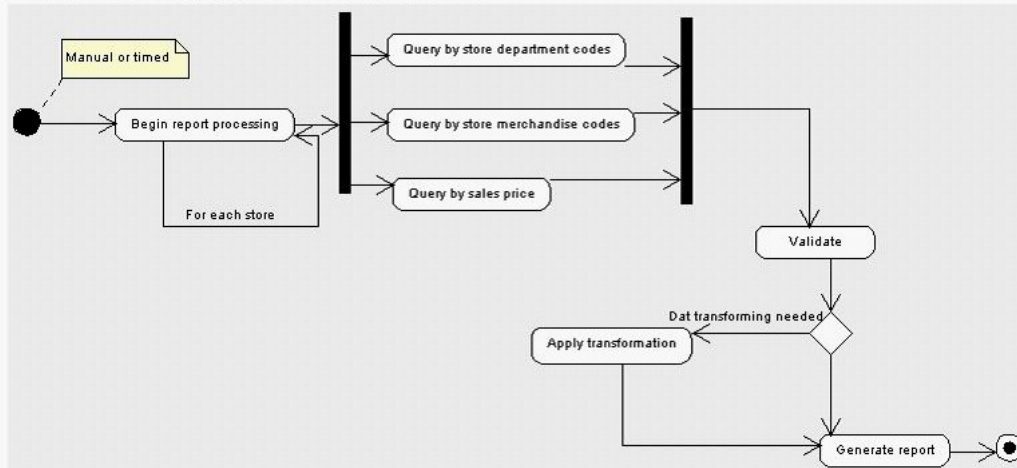 Manual or timed
Begin report processing
For each store
Query by store department codes
Query by store merchandise codes
Query by sales price
Validate
Dat transforming needed
Apply transformation
Generate report